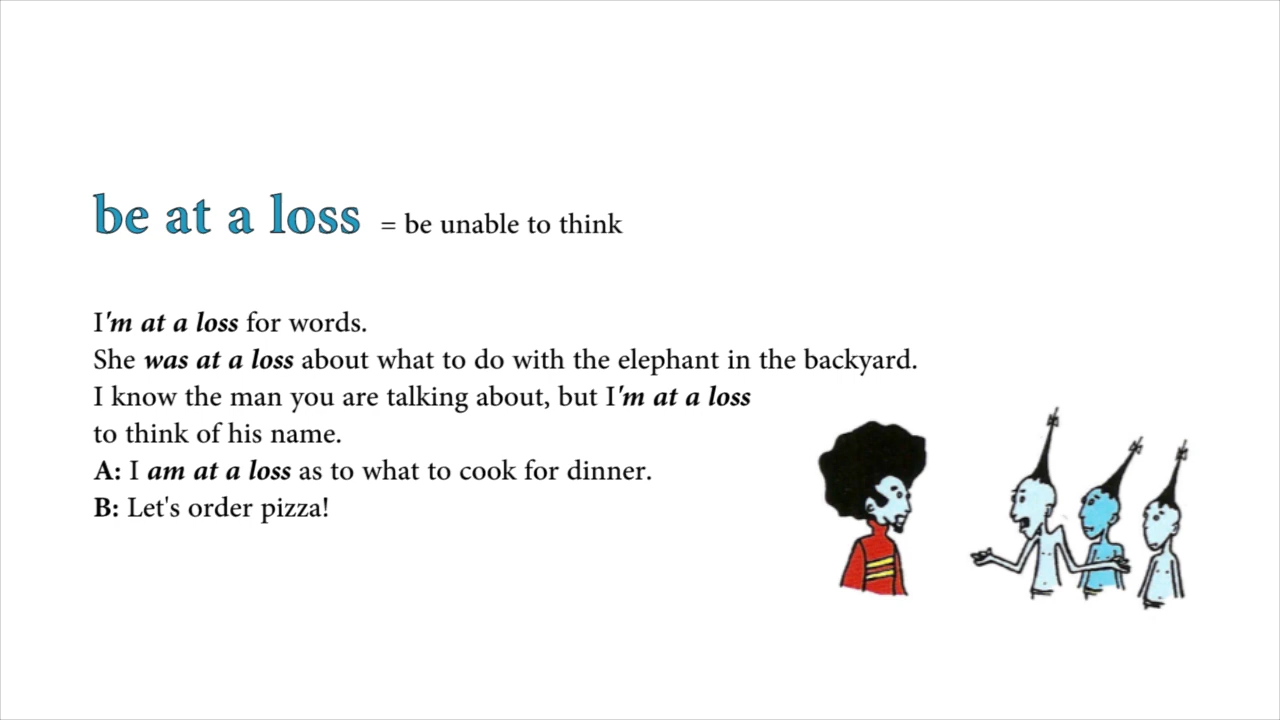 be at a loss = be unable to think
I'm at a loss for words.
She was at a loss about what to do with the elephant in the backyard.
I know the man you are talking about, but I'm at a loss
to think of his name.
A: I am at a loss as to what to cook for dinner.
B: Let's order pizza!